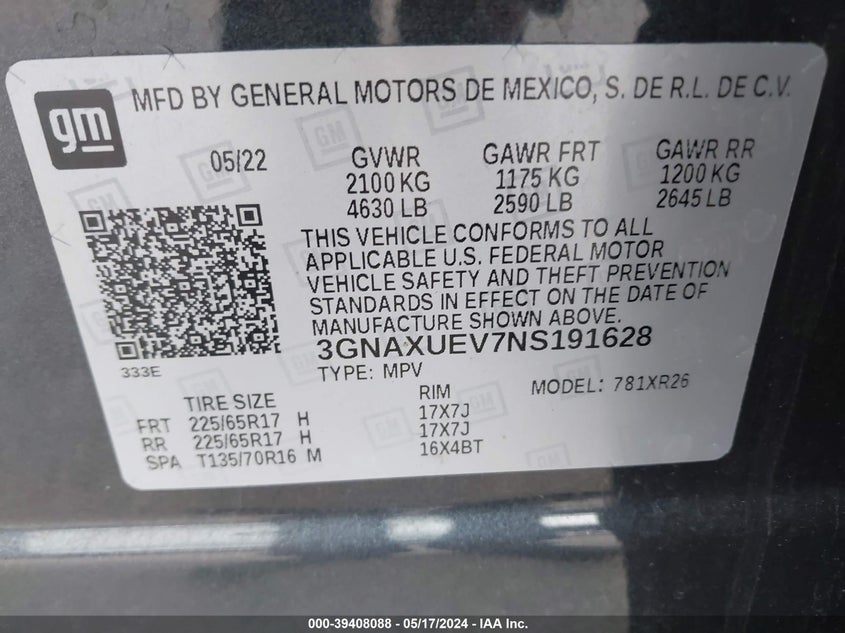 gm
MFD BY GENERAL MOTORS DE MEXICO, S. DE R.L. DE C.V.
05/22 GVWR GAWR FRT GAWR RR
2100 KG 1175 KG 1200 KG
4630 LB 2590 LB 2645 LB
THIS VEHICLE CONFORMS TO ALL
APPLICABLE U.S. FEDERAL MOTOR
VEHICLE SAFETY AND THEFT PREVENTION
STANDARDS IN EFFECT ON THE DATE OF
MANUFACTURE SHOWN ABOVE.
333E
3GNAXUEV7NS191628
TYPE: MPV MODEL: 781XR26
TIRE SIZE RIM
FRT 225/65R17 H 17X7J
RR 225/65R17 H 17X7J
SPA T135/70R16 M 16X4BT
000-39408088 - 05/17/2024 - IAA Inc.